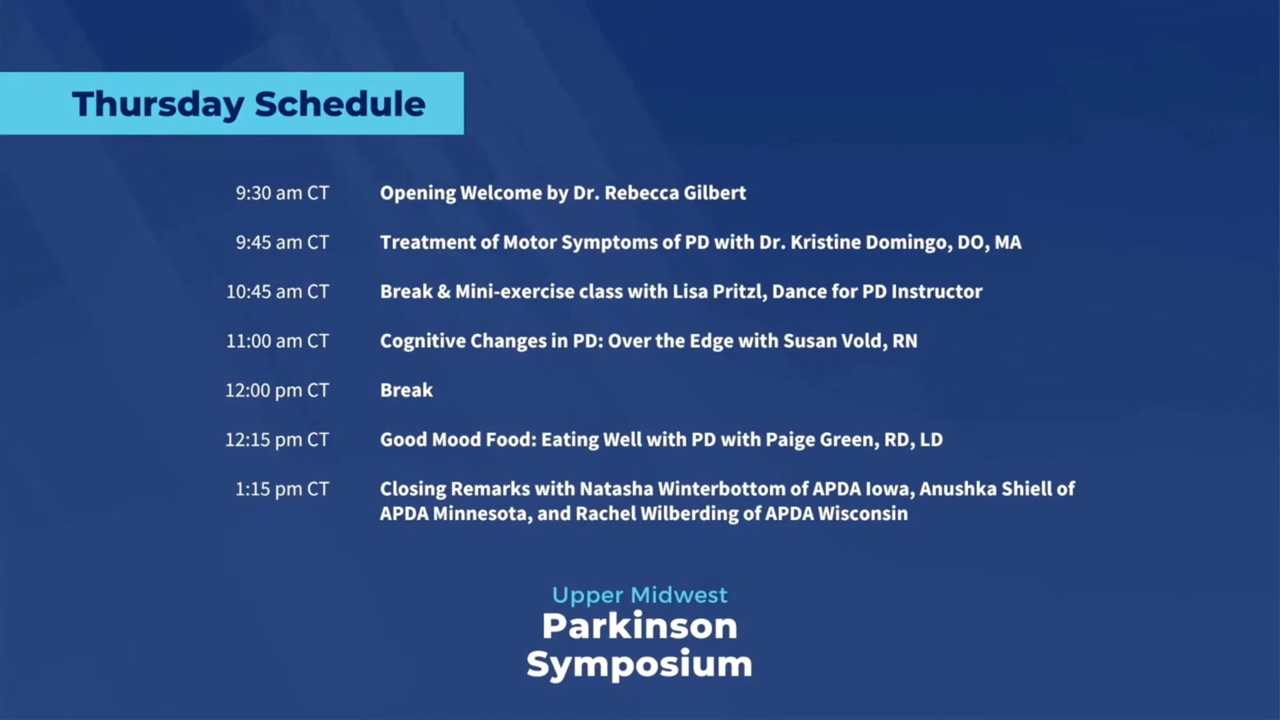 Thursday Schedule
9:30 am CT Opening Welcome by Dr. Rebecca Gilbert
9:45 am CT Treatment of Motor Symptoms of PD with Dr. Kristine Domingo, DO, MA
10:45 am CT Break & Mini-exercise class with Lisa Pritzl, Dance for PD Instructor
11:00 am CT Cognitive Changes in PD: Over the Edge with Susan Vold, RN
12:00 pm CT Break
12:15 pm CT Good Mood Food: Eating Well with PD with Paige Green, RD, LD
1:15 pm CT Closing Remarks with Natasha Winterbottom of APDA Iowa, Anushka Shiell of
APDA Minnesota, and Rachel Wilberding of APDA Wisconsin
Upper Midwest
Parkinson
Symposium